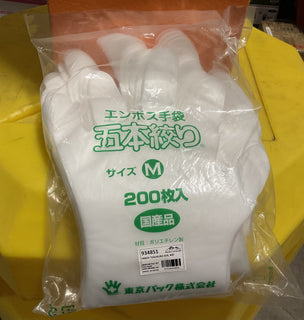 エンボス手袋
五本絞り
サイズ M
200枚入
国産品
材質:ポリエチレン製
934851
東京パック株式会社